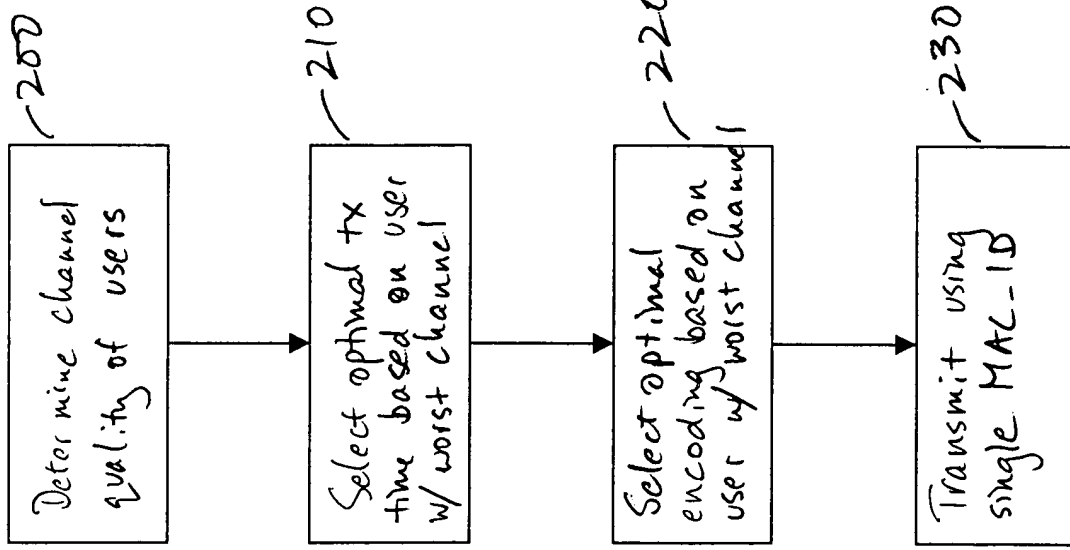 200
Determine channel
quality of users
210
Select optimal tx
time based on user
w/ worst channel
220
Select optimal
encoding based on
user w/ worst channel
230
Transmit using
single MAC_ID